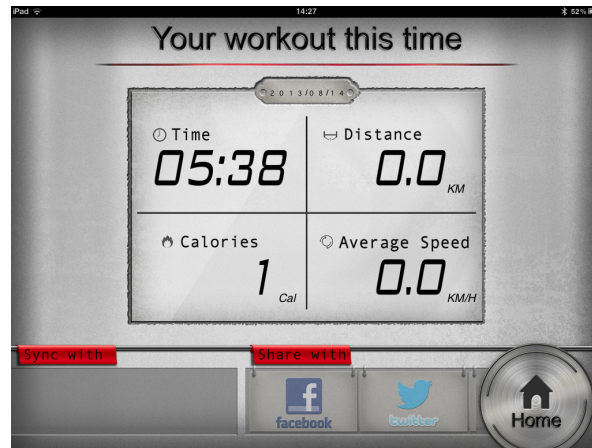 iPad 14:27 52%
Your workout this time
2013/08/14
Time
05:38
Distance
0.0 KM
Calories
1 Cal
Average Speed
0.0 KM/H
Sync with
Share with
facebook
twitter
Home